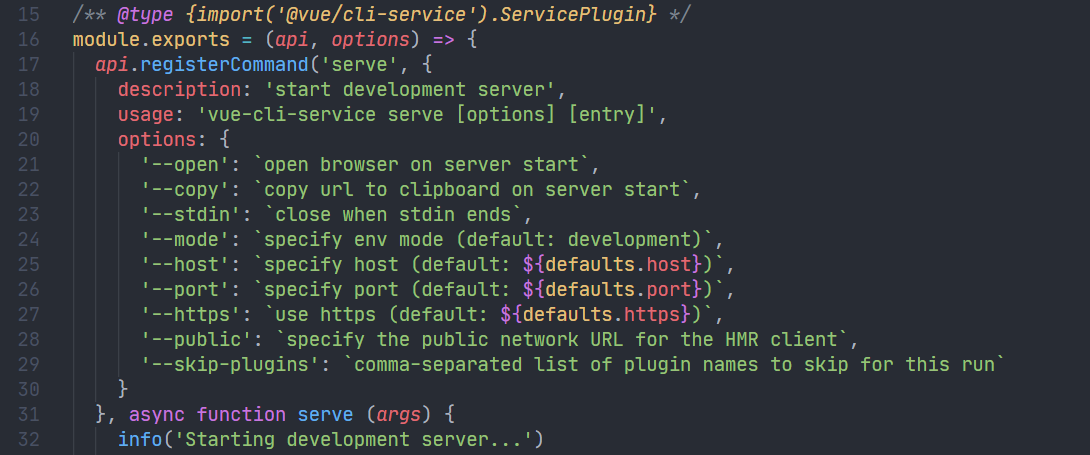 15 /** @type {import('@vue/cli-service').ServicePlugin} */
16 module.exports = (api, options) => {
17   api.registerCommand('serve', {
18     description: 'start development server',
19     usage: 'vue-cli-service serve [options] [entry]',
20     options: {
21       '--open': `open browser on server start`,
22       '--copy': `copy url to clipboard on server start`,
23       '--stdin': `close when stdin ends`,
24       '--mode': `specify env mode (default: development)`,
25       '--host': `specify host (default: ${defaults.host})`,
26       '--port': `specify port (default: ${defaults.port})`,
27       '--https': `use https (default: ${defaults.https})`,
28       '--public': `specify the public network URL for the HMR client`,
29       '--skip-plugins': `comma-separated list of plugin names to skip for this run`
30     }
31   }, async function serve (args) {
32     info('Starting development server...')